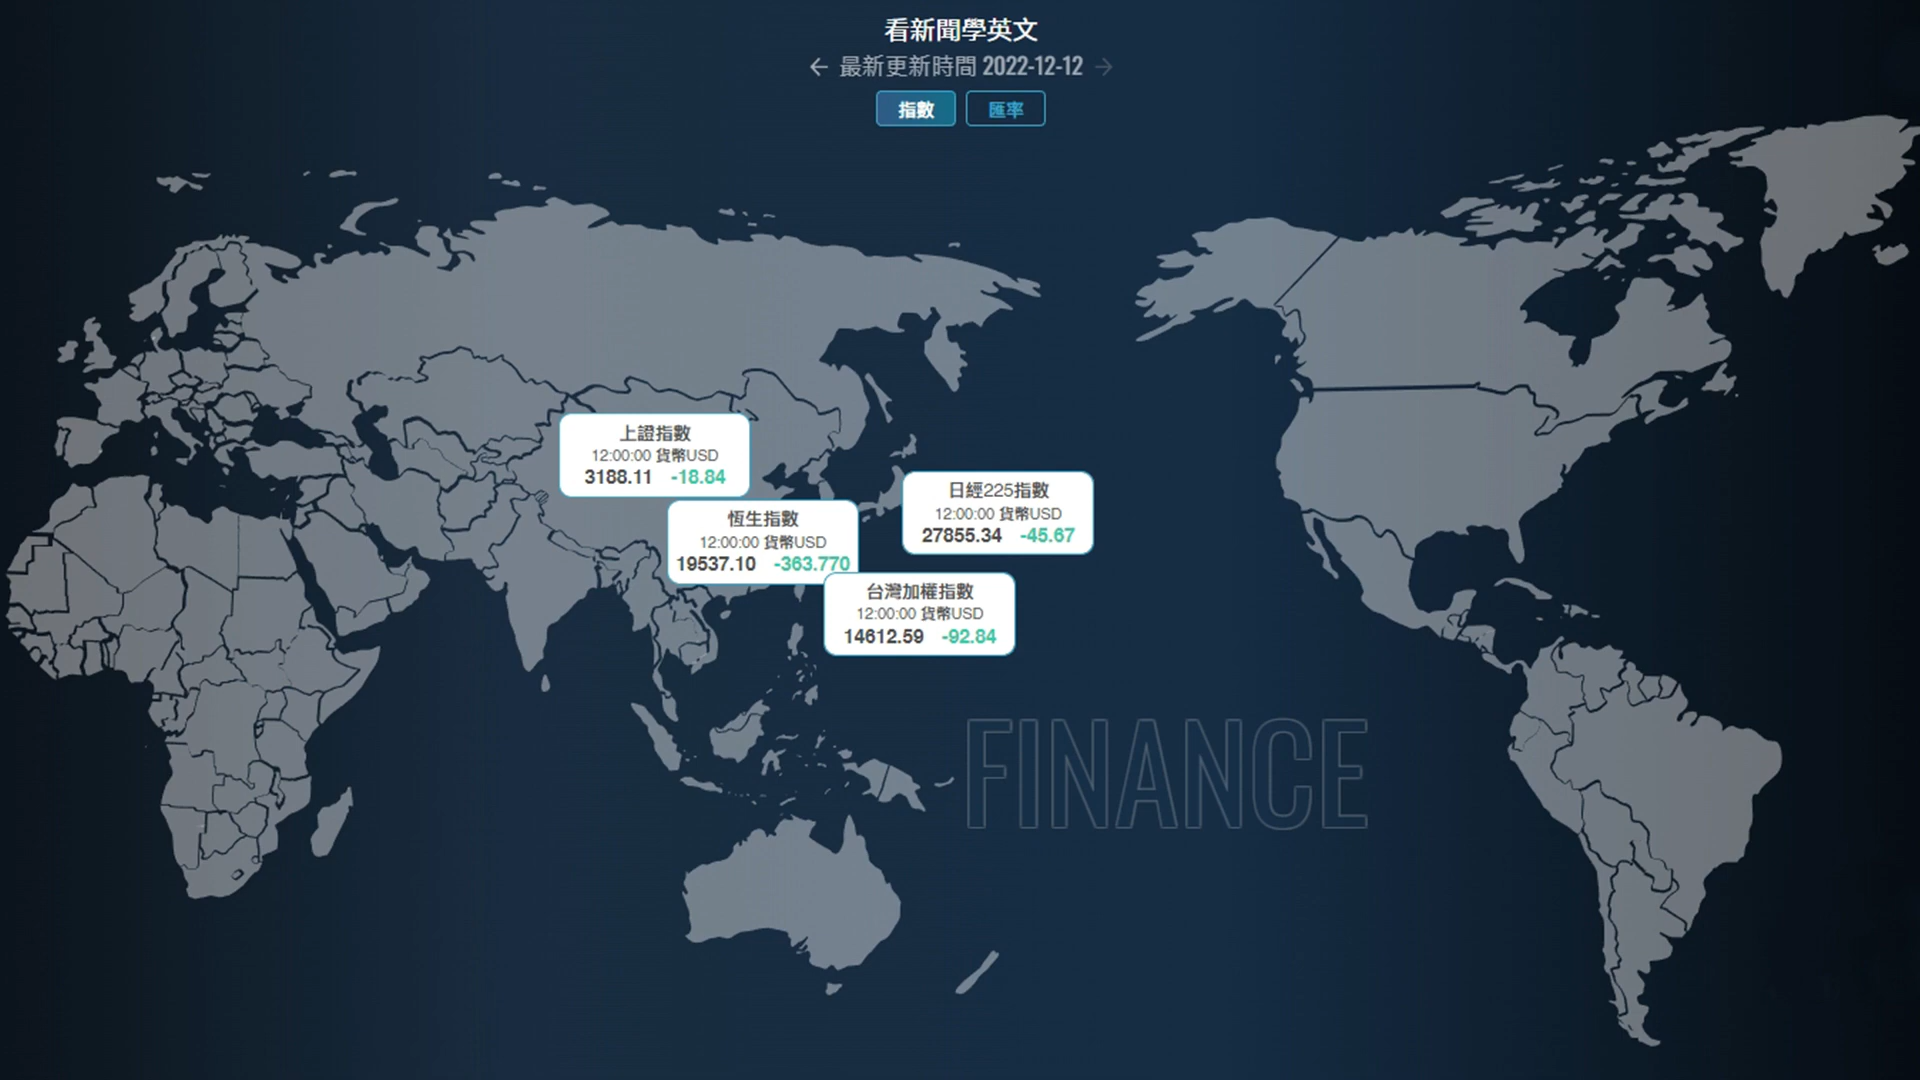 看新聞學英文
← 最新更新時間 2022-12-12 →
指數 匯率
上證指數
12:00:00 貨幣USD
3188.11 -18.84
日經225指數
12:00:00 貨幣USD
27855.34 -45.67
恆生指數
12:00:00 貨幣USD
19537.10 -363.770
台灣加權指數
12:00:00 貨幣USD
14612.59 -92.84
FINANCE